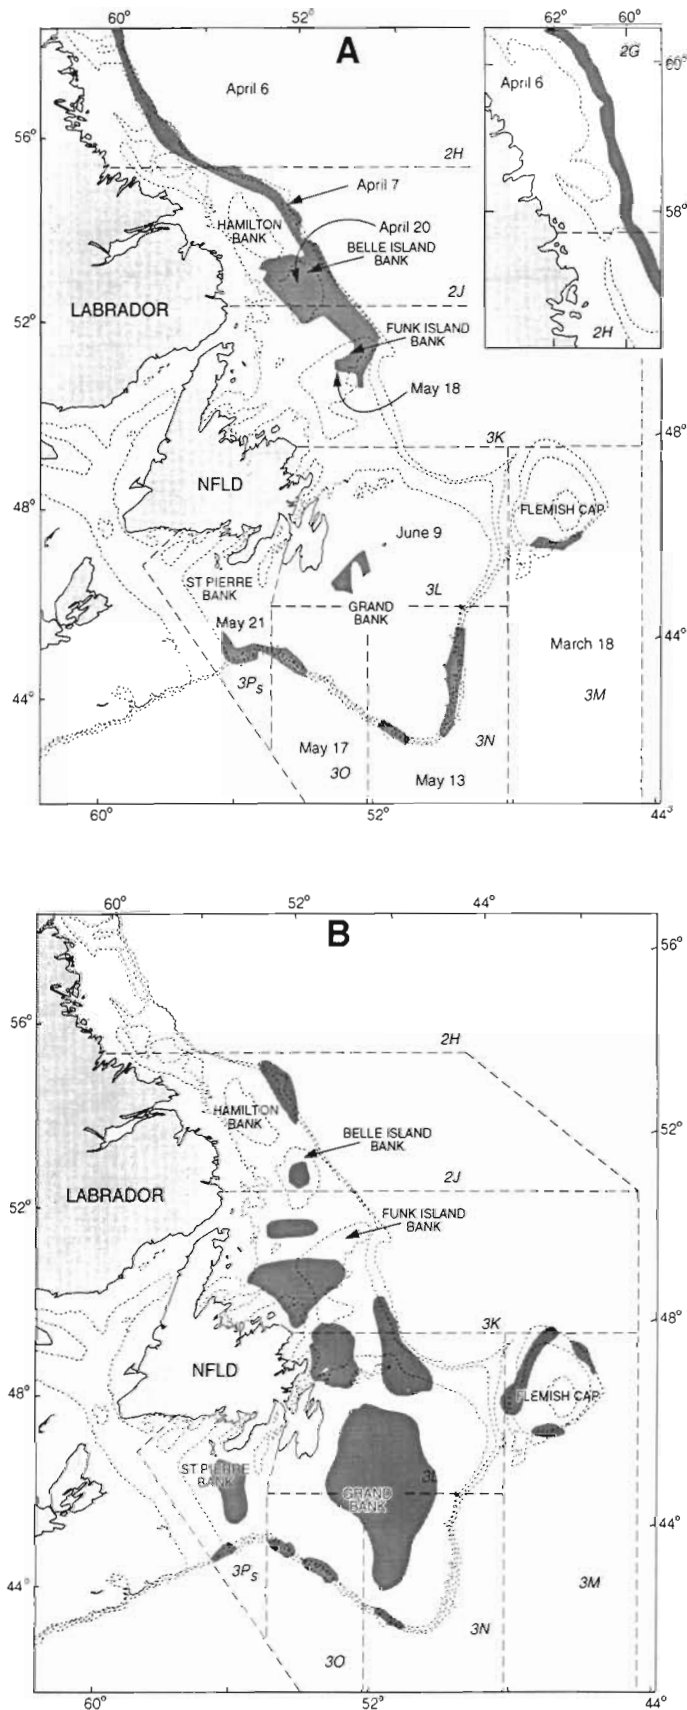 52°
A
April 6
56°
2H
April 7
HAMILTON
BANK
April 20
BELLE ISLAND
BANK
LABRADOR
2J
52°
FUNK ISLAND
BANK
May 18
3K
48°
NFLD
FLEMISH CAP
48°
June 9
ST PIERRE
BANK
3L
GRAND
BANK
May 21
44°
March 18
3Ps
44°
3M
3N
May 17
3O
May 13
60°
52°
62°
60°
2G
60°
April 6
58°
2H
60°
52°
44°
B
56°
56°
2H
HAMILTON
BANK
BELLE ISLAND
BANK
52°
LABRADOR
2J
52°
FUNK ISLAND
BANK
3K
48°
NFLD
48°
FLEMISH CAP
ST PIERRE
BANK
3L
GRAND
BANK
44°
3Ps
44°
3M
3N
3O
60°
52°
44°